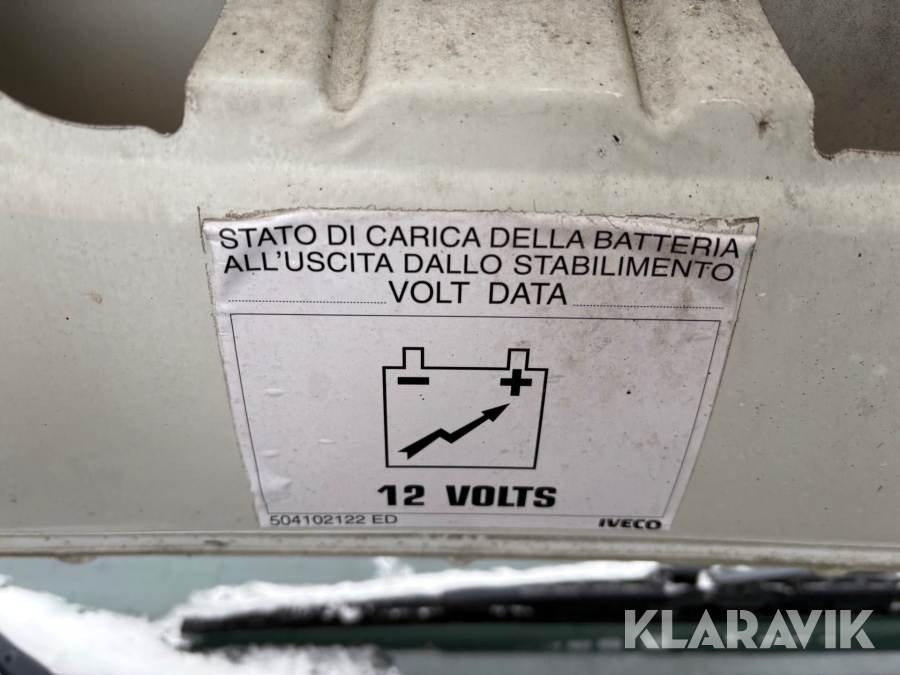 STATO DI CARICA DELLA BATTERIA
ALL'USCITA DALLO STABILIMENTO
VOLT DATA
12 VOLTS
504102122 ED
IVECO
KLARAVIK